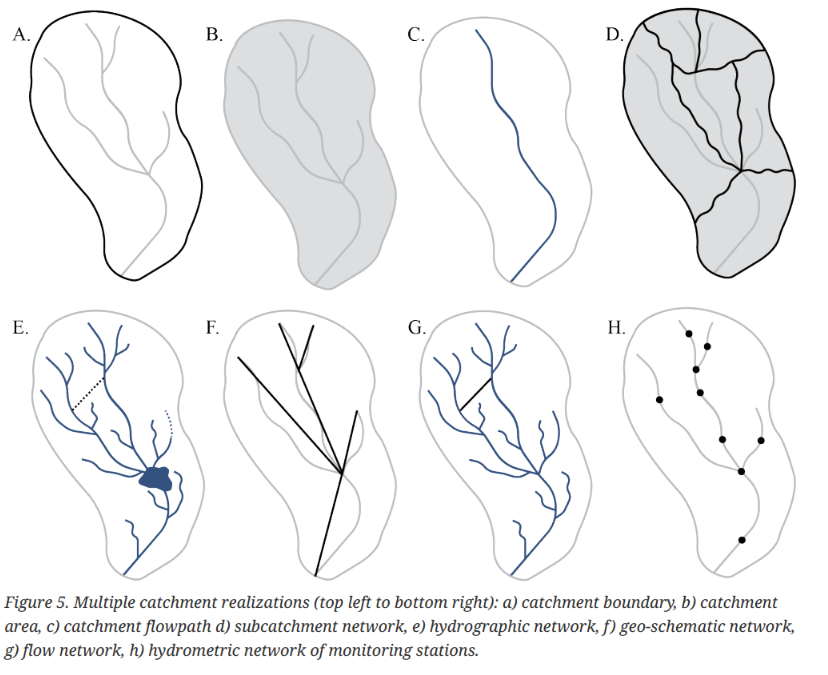 A.
B.
C.
D.
E.
F.
G.
H.
Figure 5. Multiple catchment realizations (top left to bottom right): a) catchment boundary, b) catchment
area, c) catchment flowpath d) subcatchment network, e) hydrographic network, f) geo-schematic network,
g) flow network, h) hydrometric network of monitoring stations.